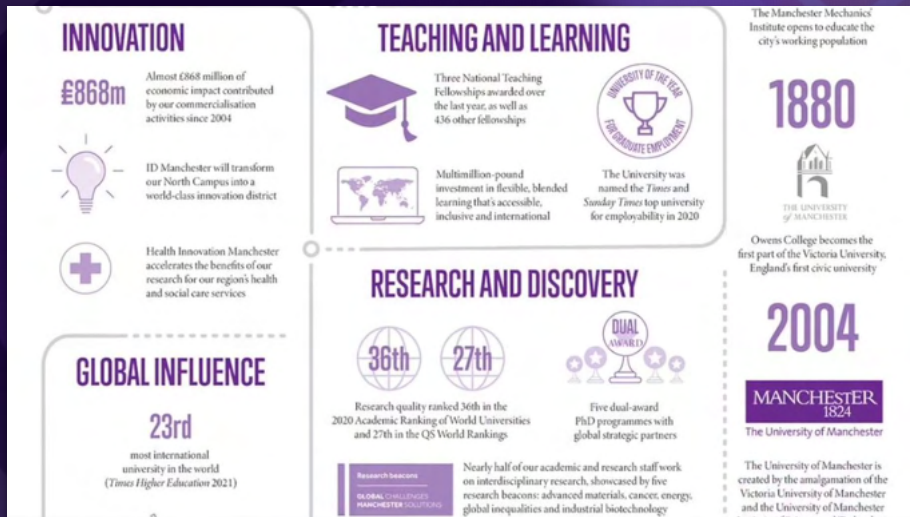 INNOVATION
£868m
Almost £868 million of
economic impact contributed
by our commercialisation
activities since 2004
ID Manchester will transform
our North Campus into a
world-class innovation district
Health Innovation Manchester
accelerates the benefits of our
research for our region's health
and social care services
GLOBAL INFLUENCE
23rd
most international
university in the world
(Times Higher Education 2021)
TEACHING AND LEARNING
Three National Teaching
Fellowships awarded over
the last year, as well as
436 other fellowships
UNIVERSITY OF THE YEAR
FOR GRADUATE EMPLOYMENT
Multimillion-pound
investment in flexible, blended
learning that's accessible,
inclusive and international
The University was
named the Times and
Sunday Times top university
for employability in 2020
RESEARCH AND DISCOVERY
36th
27th
Research quality ranked 36th in the
2020 Academic Ranking of World Universities
and 27th in the QS World Rankings
DUAL
AWARD
Five dual-award
PhD programmes with
global strategic partners
Research beacons
GLOBAL CHALLENGES
MANCHESTER SOLUTIONS
Nearly half of our academic and research staff work
on interdisciplinary research, showcased by five
research beacons: advanced materials, cancer, energy,
global inequalities and industrial biotechnology
The Manchester Mechanics'
Institute opens to educate the
city's working population
1880
THE UNIVERSITY
of MANCHESTER
Owens College becomes the
first part of the Victoria University,
England's first civic university
2004
MANCHESTER
1824
The University of Manchester
The University of Manchester is
created by the amalgamation of the
Victoria University of Manchester
and the University of Manchester